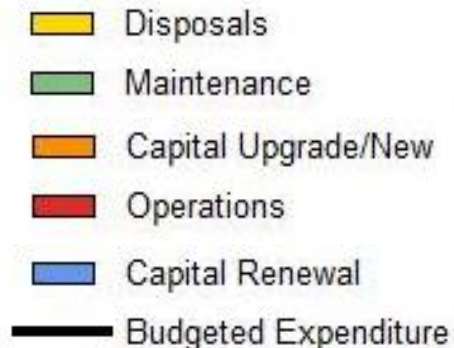 Disposals
Maintenance
Capital Upgrade/New
Operations
Capital Renewal
Budgeted Expenditure